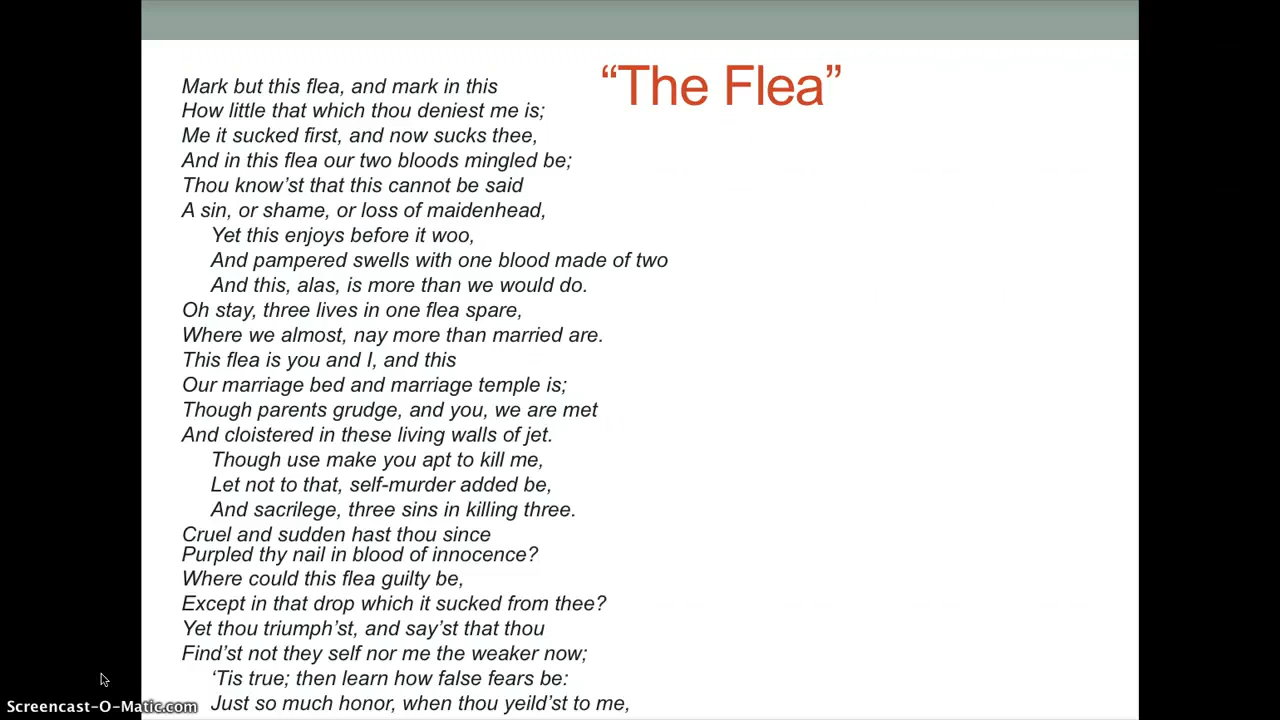 “The Flea”
Mark but this flea, and mark in this
How little that which thou deniest me is;
Me it sucked first, and now sucks thee,
And in this flea our two bloods mingled be;
Thou know’st that this cannot be said
A sin, or shame, or loss of maidenhead,
Yet this enjoys before it woo,
And pampered swells with one blood made of two
And this, alas, is more than we would do.
Oh stay, three lives in one flea spare,
Where we almost, nay more than married are.
This flea is you and I, and this
Our marriage bed and marriage temple is;
Though parents grudge, and you, we are met
And cloistered in these living walls of jet.
Though use make you apt to kill me,
Let not to that, self-murder added be,
And sacrilege, three sins in killing three.
Cruel and sudden hast thou since
Purpled thy nail in blood of innocence?
Where could this flea guilty be,
Except in that drop which it sucked from thee?
Yet thou triumph’st, and say’st that thou
Find’st not they self nor me the weaker now;
‘Tis true; then learn how false fears be:
Just so much honor, when thou yeild’st to me,
Screencast-O-Matic.com